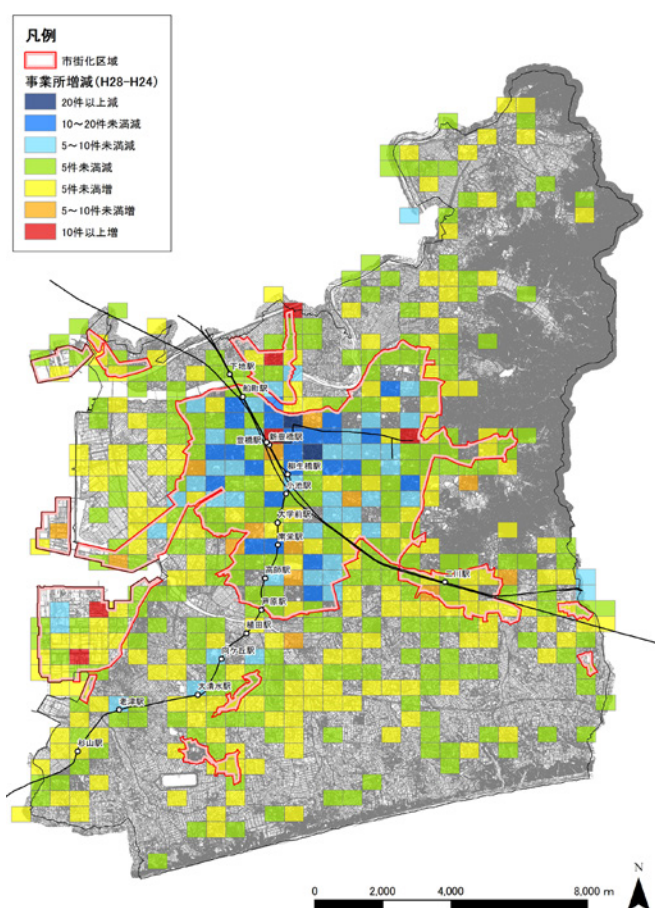 凡例
市街化区域
事業所増減(H28-H24)
20件以上減
10～20件未満減
5～10件未満減
5件未満減
5件未満増
5～10件未満増
10件以上増
下地駅
船町駅
豊橋駅
新豊橋駅
柳生橋駅
小池駅
大学前駅
南栄駅
高師駅
二川駅
芦原駅
植田駅
向ケ丘駅
大清水駅
老津駅
杉山駅
N
0 2,000 4,000 8,000 m